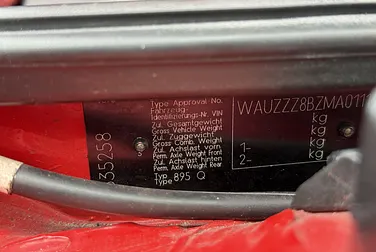 Type Approval No.
Fahrzeug-
Identifizierungs-Nr. VIN
WAUZZZ8BZMA011
Zul. Gesamtgewicht
Gross Vehicle Weight
kg
Zul. Zuggewicht
Gross Comb. Weight
kg
Zul. Achslast vorn
Perm. Axle Weight Front
1- kg
Zul. Achslast hinten
Perm. Axle Weight Rear
2- kg
Typ
Type 895 Q
35258